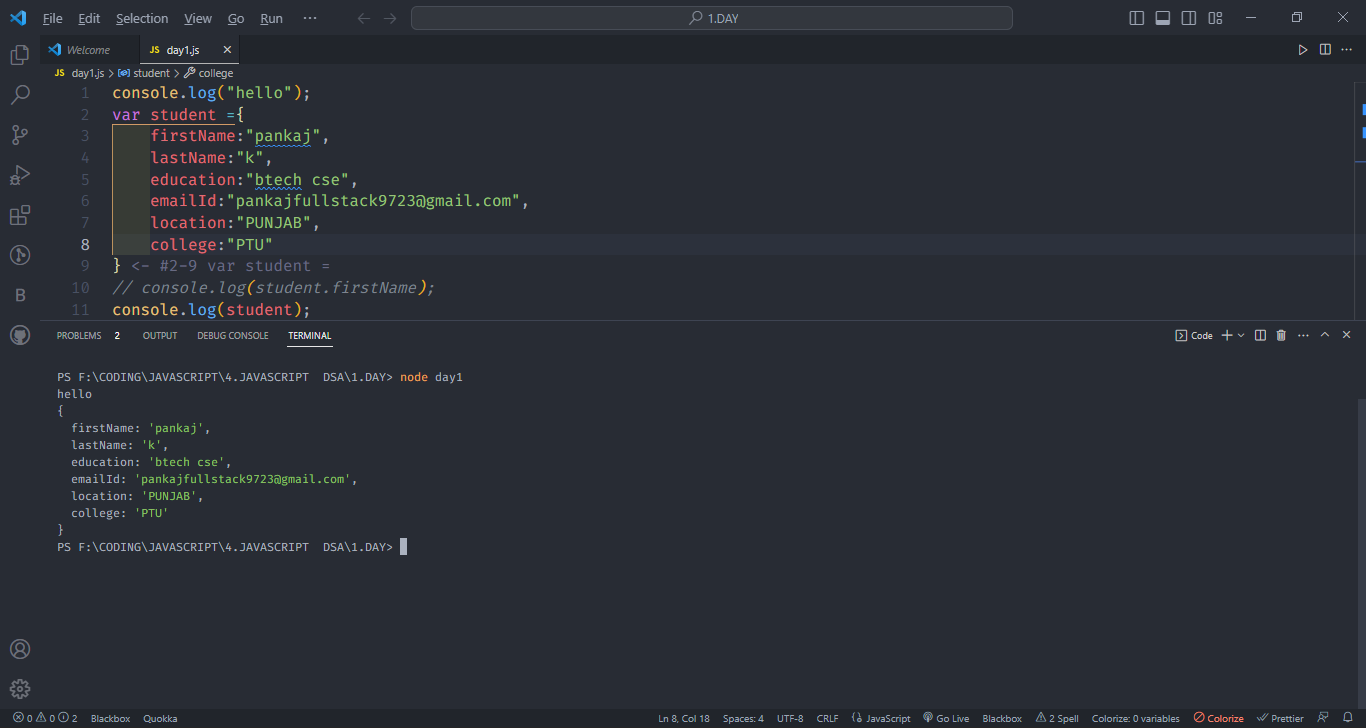 File Edit Selection View Go Run ··· 1.DAY
Welcome JS day1.js
JS day1.js > student > college
1 console.log("hello");
2 var student ={
3 firstName:"pankaj",
4 lastName:"k",
5 education:"btech cse",
6 emailId:"pankajfullstack9723@gmail.com",
7 location:"PUNJAB",
8 college:"PTU"
9 } <- #2-9 var student =
10 // console.log(student.firstName);
11 console.log(student);
PROBLEMS 2 OUTPUT DEBUG CONSOLE TERMINAL Code
PS F:\CODING\JAVASCRIPT\4.JAVASCRIPT  DSA\1.DAY> node day1
hello
{
firstName: 'pankaj',
lastName: 'k',
education: 'btech cse',
emailId: 'pankajfullstack9723@gmail.com',
location: 'PUNJAB',
college: 'PTU'
}
PS F:\CODING\JAVASCRIPT\4.JAVASCRIPT  DSA\1.DAY>
B
0 0 2 Blackbox Quokka Ln 8, Col 18 Spaces: 4 UTF-8 CRLF JavaScript Go Live Blackbox 2 Spell Colorize: 0 variables Colorize Prettier